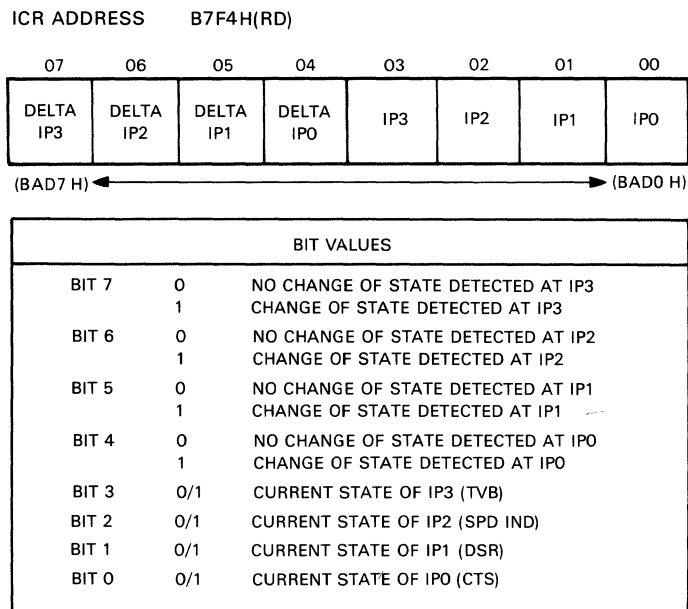 ICR ADDRESS B7F4H(RD)
07 06 05 04 03 02 01 00
DELTA IP3 DELTA IP2 DELTA IP1 DELTA IP0 IP3 IP2 IP1 IP0
(BAD7 H) (BAD0 H)
BIT VALUES
BIT 7 0 NO CHANGE OF STATE DETECTED AT IP3
1 CHANGE OF STATE DETECTED AT IP3
BIT 6 0 NO CHANGE OF STATE DETECTED AT IP2
1 CHANGE OF STATE DETECTED AT IP2
BIT 5 0 NO CHANGE OF STATE DETECTED AT IP1
1 CHANGE OF STATE DETECTED AT IP1
BIT 4 0 NO CHANGE OF STATE DETECTED AT IP0
1 CHANGE OF STATE DETECTED AT IP0
BIT 3 0/1 CURRENT STATE OF IP3 (TVB)
BIT 2 0/1 CURRENT STATE OF IP2 (SPD IND)
BIT 1 0/1 CURRENT STATE OF IP1 (DSR)
BIT 0 0/1 CURRENT STATE OF IP0 (CTS)